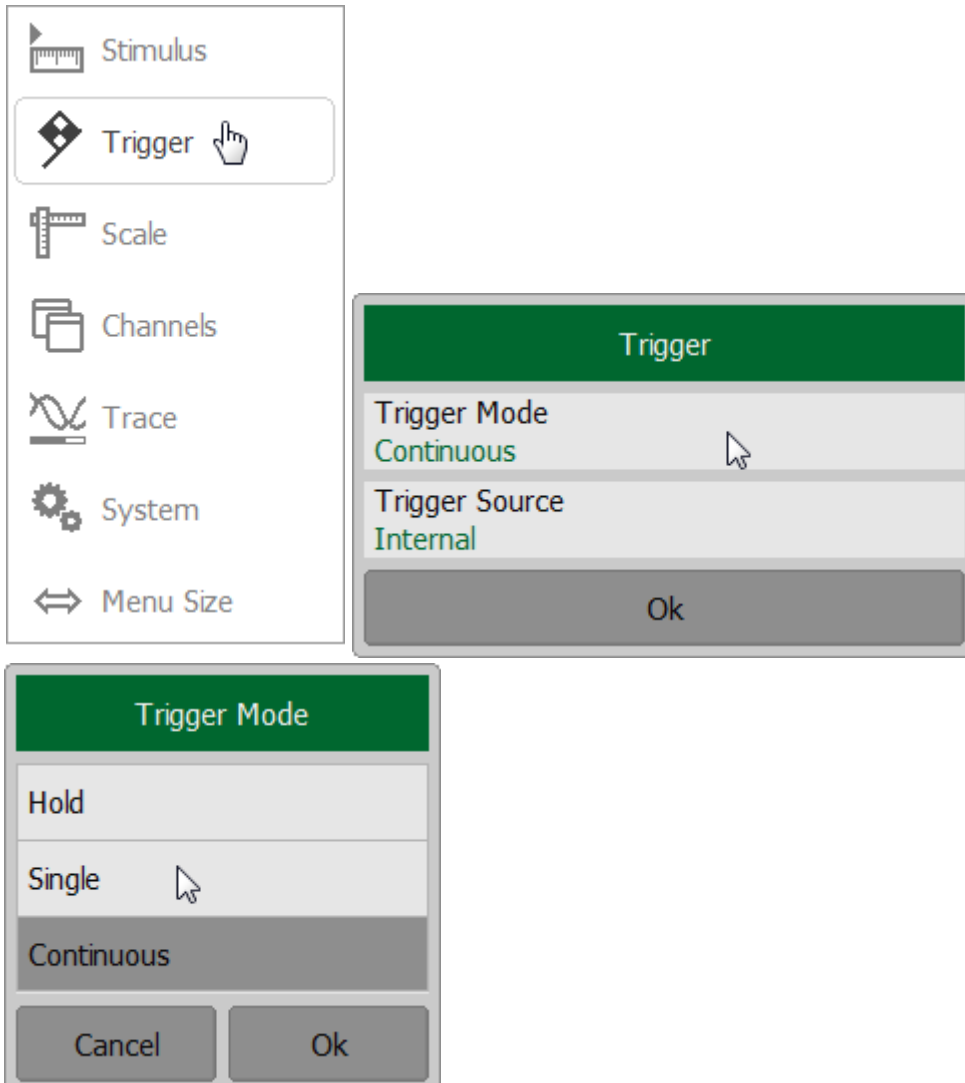 Stimulus
Trigger
Scale
Channels
Trace
System
Menu Size
Trigger
Trigger Mode
Continuous
Trigger Source
Internal
Ok
Trigger Mode
Hold
Single
Continuous
Cancel
Ok